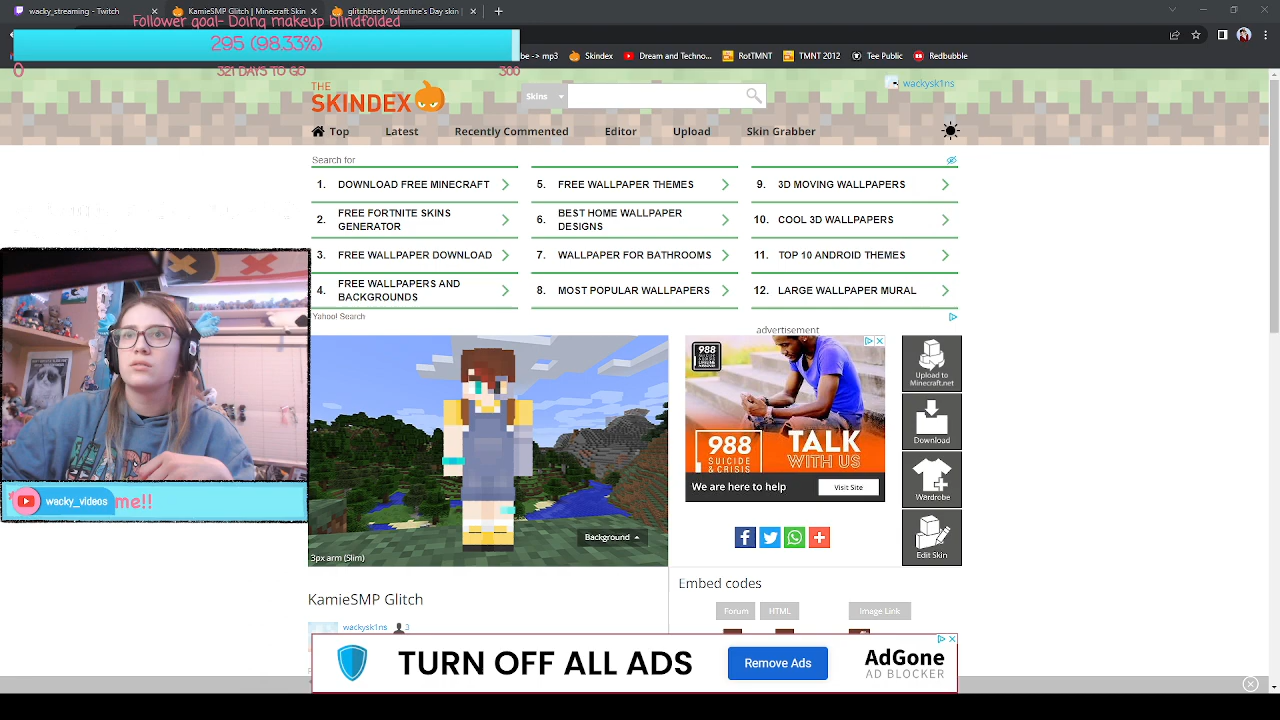 wacky_streaming - Twitch
KamieSMP Glitch | Minecraft Skin
glitchbeety Valentine's Day skin
Follower goal- Doing makeup blindfolded
295 (98.33%)
0
321 DAYS TO GO
300
be -> mp3
Skindex
Dream and Techno...
RotTMNT
TMNT 2012
Tee Public
Redbubble
THE
SKINDEX
Skins
wackysk1ns
Top
Latest
Recently Commented
Editor
Upload
Skin Grabber
Search for
1. DOWNLOAD FREE MINECRAFT
2. FREE FORTNITE SKINS
GENERATOR
3. FREE WALLPAPER DOWNLOAD
4. FREE WALLPAPERS AND
BACKGROUNDS
5. FREE WALLPAPER THEMES
6. BEST HOME WALLPAPER
DESIGNS
7. WALLPAPER FOR BATHROOMS
8. MOST POPULAR WALLPAPERS
9. 3D MOVING WALLPAPERS
10. COOL 3D WALLPAPERS
11. TOP 10 ANDROID THEMES
12. LARGE WALLPAPER MURAL
Yahoo! Search
advertisement
988
SUICIDE
& CRISIS
LIFELINE
988
SUICIDE
& CRISIS
TALK
WITH US
We are here to help
Visit Site
Upload to
Minecraft.net
Download
Wardrobe
Edit Skin
Background
3px arm (Slim)
wacky_videos
me!!
KamieSMP Glitch
wackysk1ns
3
Embed codes
Forum
HTML
Image Link
TURN OFF ALL ADS
Remove Ads
AdGone
AD BLOCKER